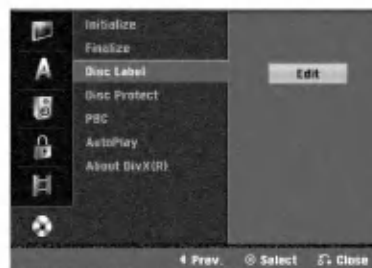 Initialize
Finalize
A
Disc Label
Edit
Disc Protect
PBC
AutoPlay
About DivX(R)
Prev. Select Close